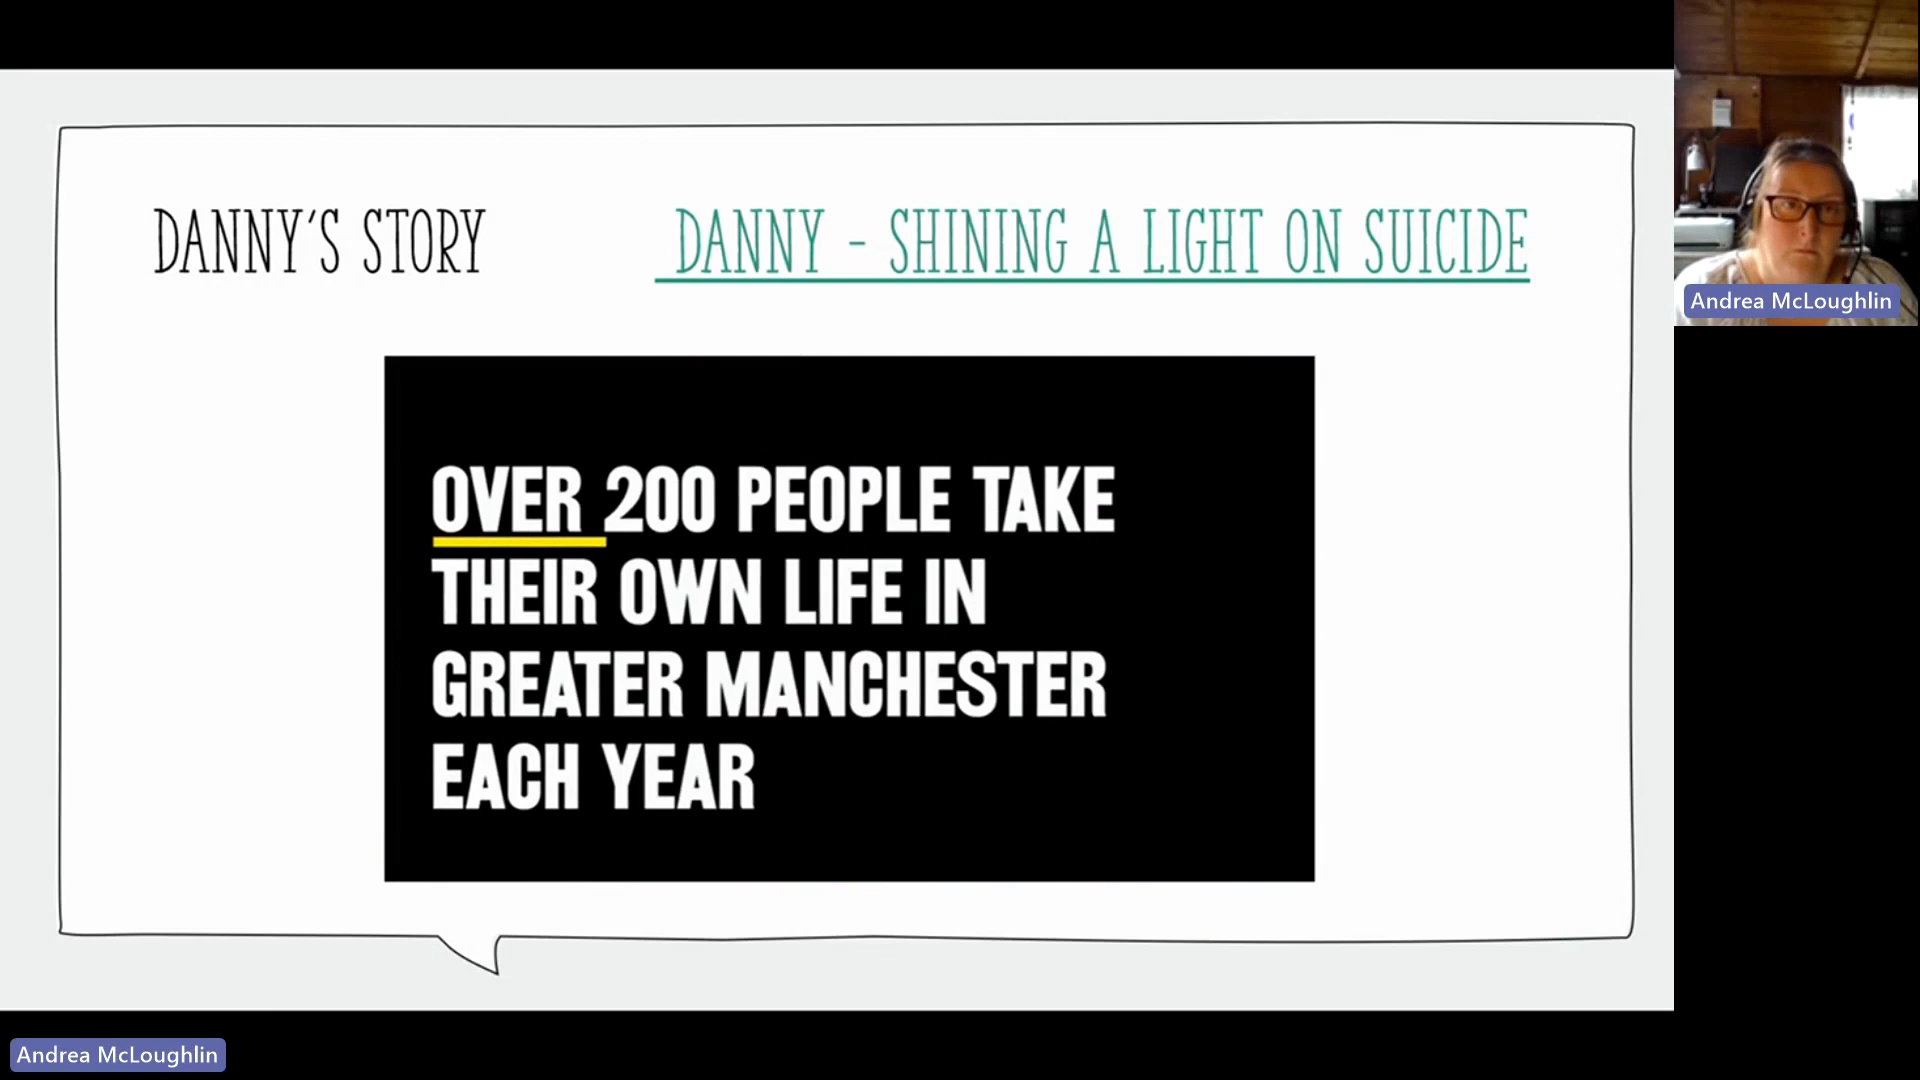 DANNY'S STORY
DANNY - SHINING A LIGHT ON SUICIDE
OVER 200 PEOPLE TAKE
THEIR OWN LIFE IN
GREATER MANCHESTER
EACH YEAR
Andrea McLoughlin
Andrea McLoughlin